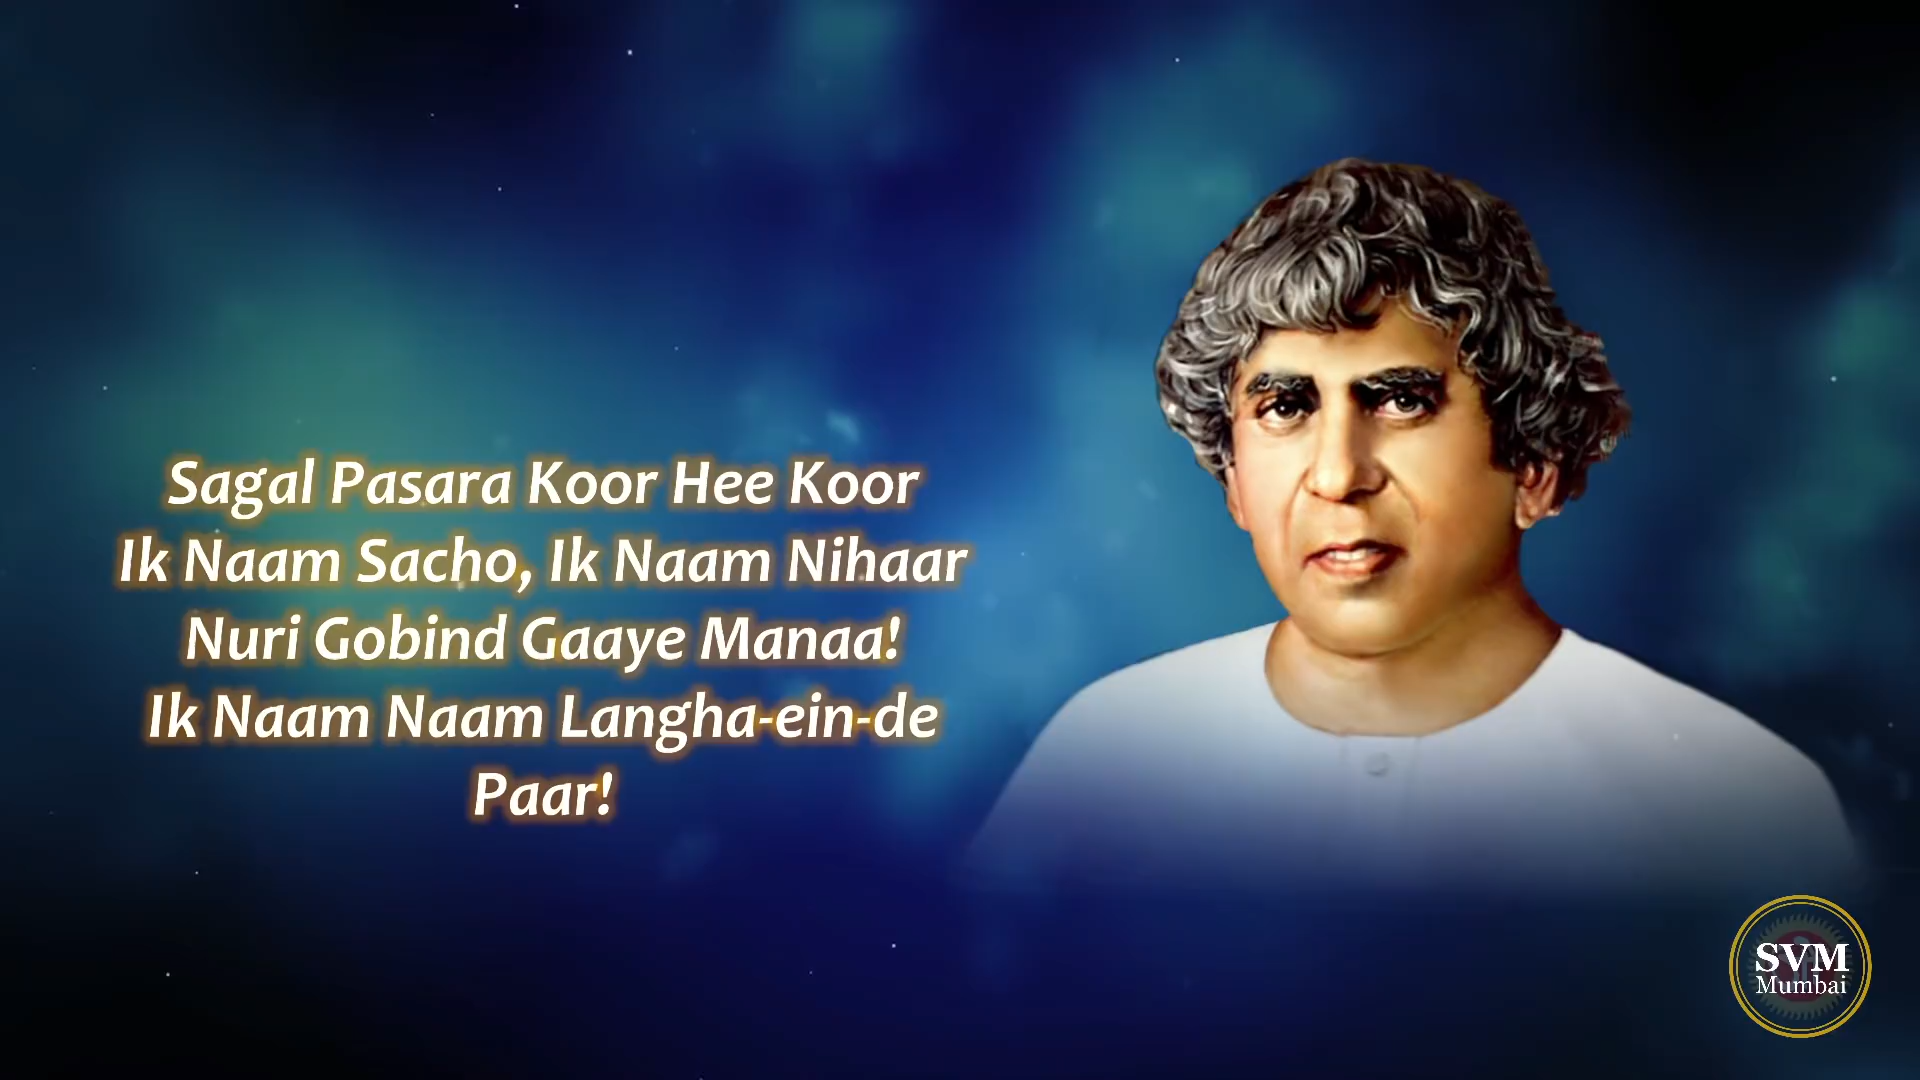 Sagal Pasara Koor Hee Koor
Ik Naam Sacho, Ik Naam Nihaar
Nuri Gobind Gaaye Manaa!
Ik Naam Naam Langha-ein-de
Paar!
SVM
Mumbai